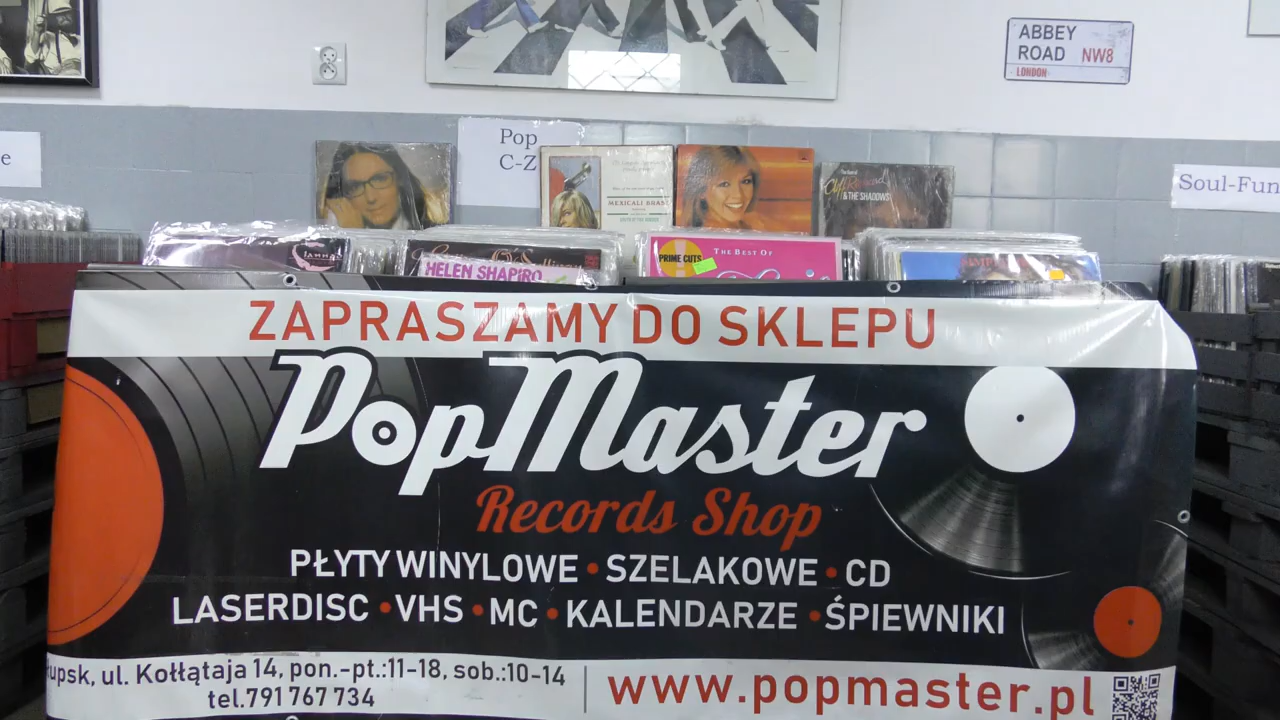 ABBEY
ROAD NW8
LONDON
e
Pop
C-Z
Soul-Fun
MEXICALI BRASS
Cliff Richard
& THE SHADOWS
HELEN SHAPIRO
PRIME CUTS
THE BEST OF
ZAPRASZAMY DO SKLEPU
PopMaster
Records Shop
PŁYTY WINYLOWE • SZELAKOWE • CD
LASERDISC • VHS • MC • KALENDARZE • ŚPIEWNIKI
łupsk, ul. Kołłątaja 14, pon.-pt.:11-18, sob.:10-14
tel.791 767 734
www.popmaster.pl